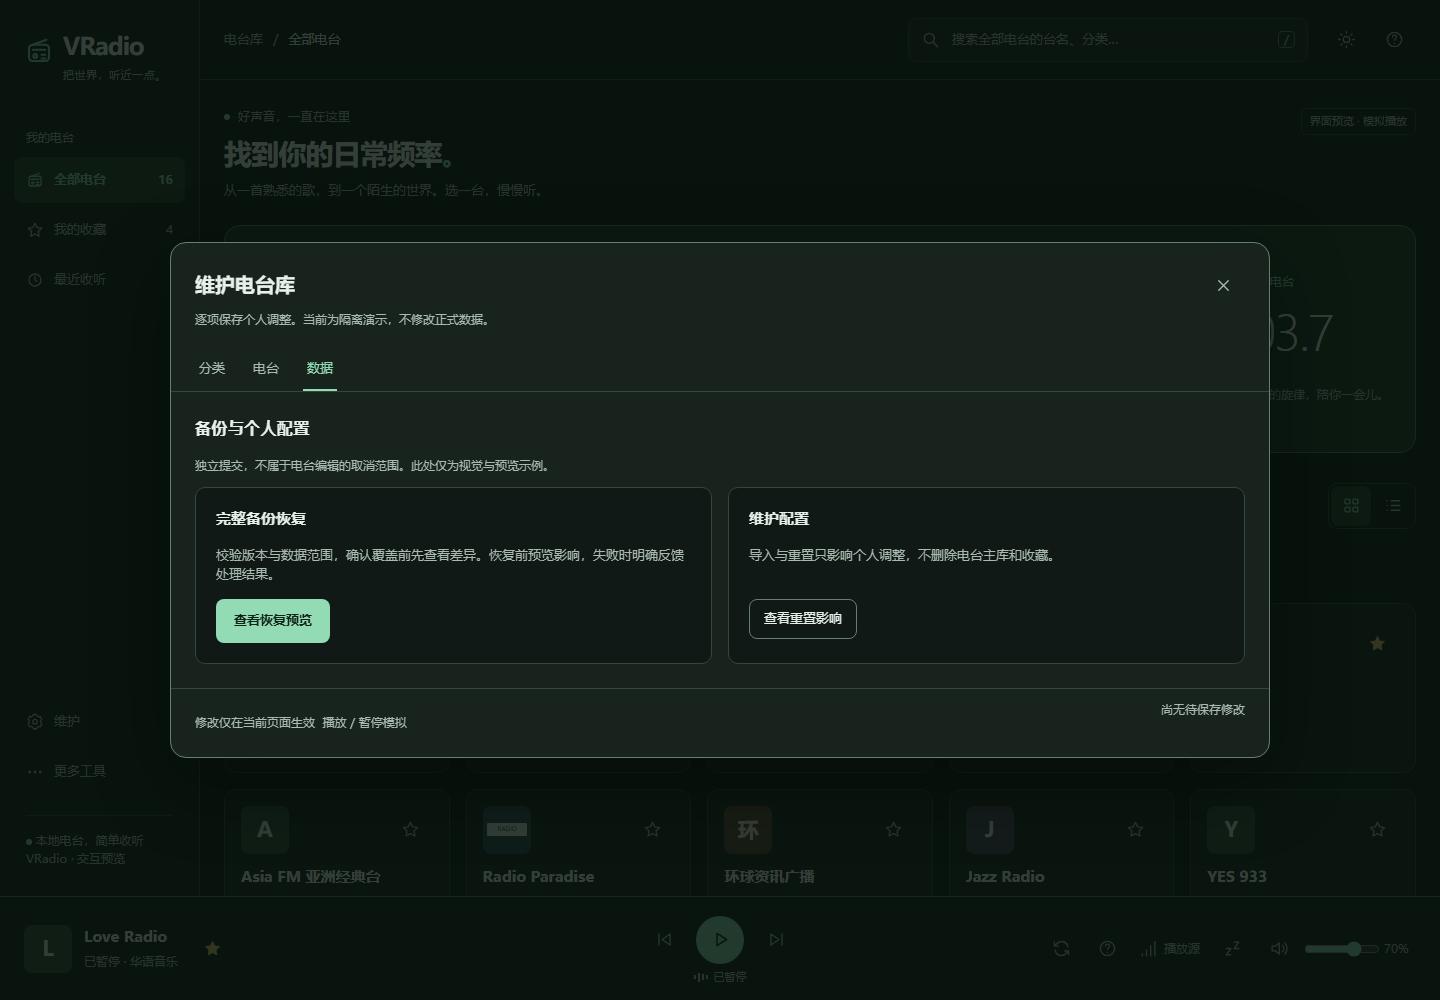 VRadio
把世界，听近一点。
我的电台
全部电台 16
我的收藏 4
最近收听
维护
更多工具
本地电台，简单收听
VRadio · 交互预览
电台库 / 全部电台
搜索全部电台的台名、分类...
/
好声音，一直在这里
找到你的日常频率。
从一首熟悉的歌，到一个陌生的世界。选一台，慢慢听。
界面预览 · 模拟播放
电台
03.7
的旋律，陪你一会儿。
维护电台库
逐项保存个人调整。当前为隔离演示，不修改正式数据。
分类 电台 数据
备份与个人配置
独立提交，不属于电台编辑的取消范围。此处仅为视觉与预览示例。
完整备份恢复
校验版本与数据范围，确认覆盖前先查看差异。恢复前预览影响，失败时明确反馈
处理结果。
查看恢复预览
维护配置
导入与重置只影响个人调整，不删除电台主库和收藏。
查看重置影响
修改仅在当前页面生效 播放 / 暂停模拟
尚无待保存修改
A
Asia FM 亚洲经典台
RADIO
Radio Paradise
环
环球资讯广播
J
Jazz Radio
Y
YES 933
L
Love Radio
已暂停 · 华语音乐
已暂停
播放源
z z
70%